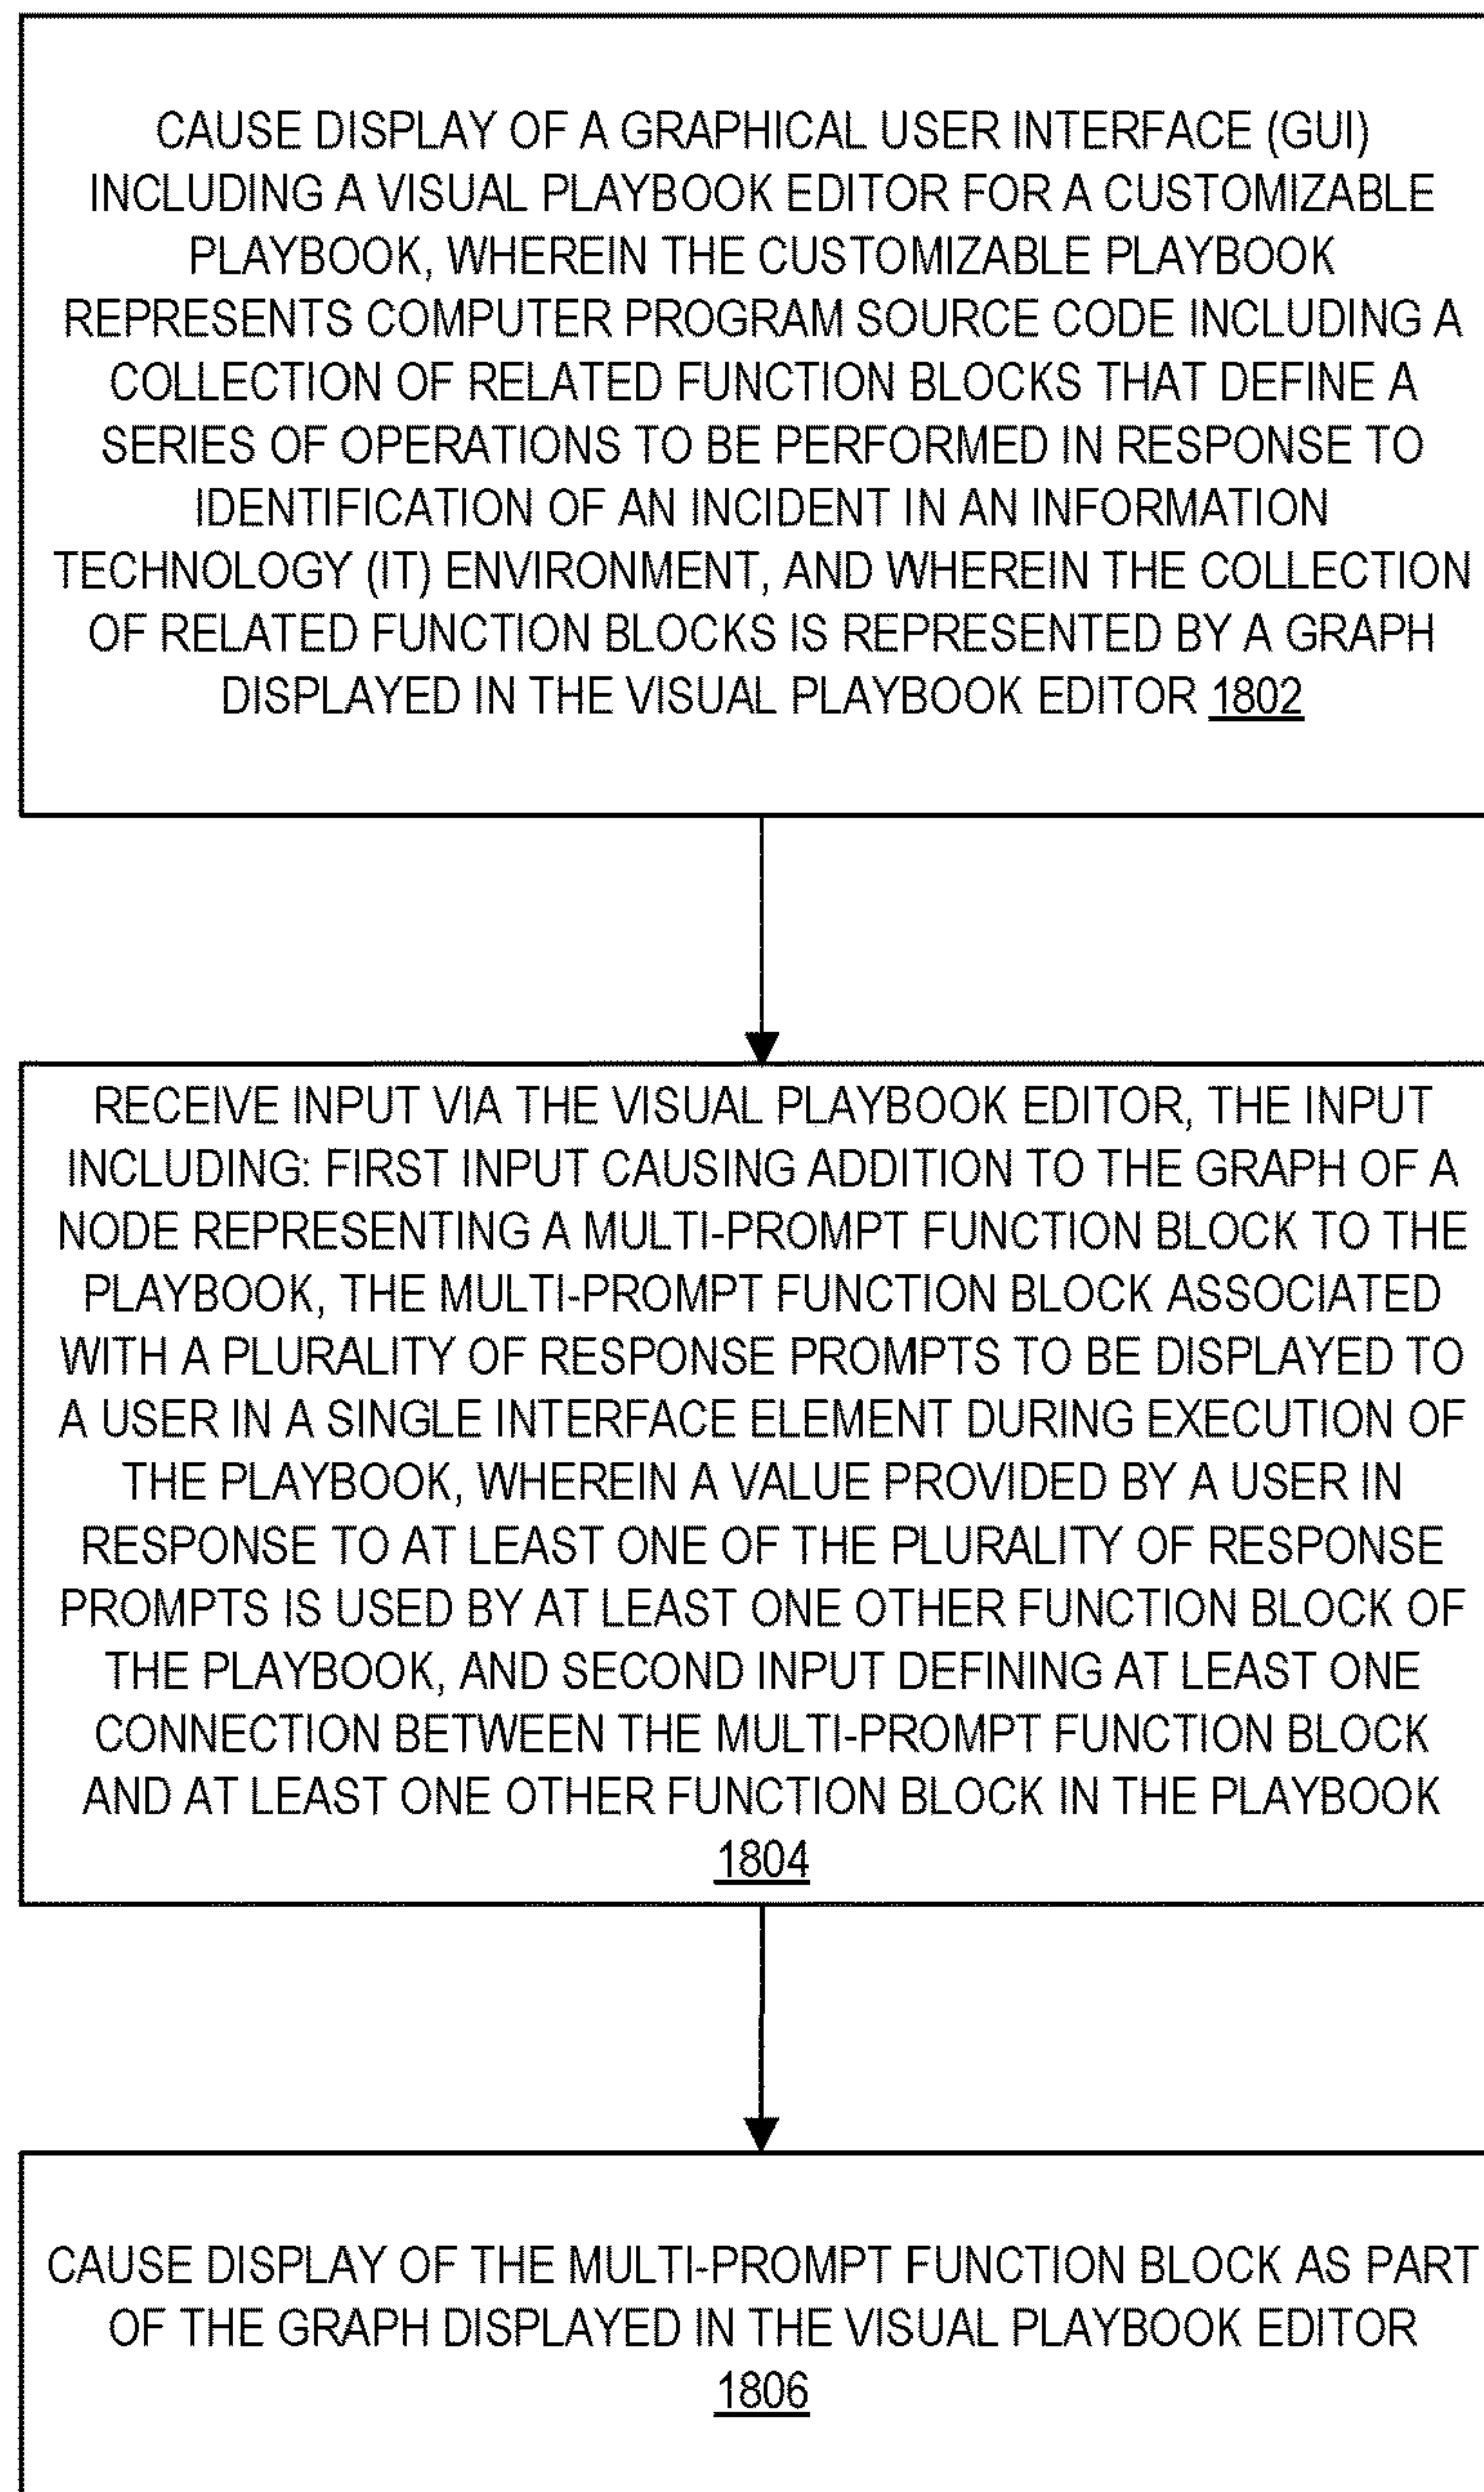 CAUSE DISPLAY OF A GRAPHICAL USER INTERFACE (GUI)
INCLUDING A VISUAL PLAYBOOK EDITOR FOR A CUSTOMIZABLE
PLAYBOOK, WHEREIN THE CUSTOMIZABLE PLAYBOOK
REPRESENTS COMPUTER PROGRAM SOURCE CODE INCLUDING A
COLLECTION OF RELATED FUNCTION BLOCKS THAT DEFINE A
SERIES OF OPERATIONS TO BE PERFORMED IN RESPONSE TO
IDENTIFICATION OF AN INCIDENT IN AN INFORMATION
TECHNOLOGY (IT) ENVIRONMENT, AND WHEREIN THE COLLECTION
OF RELATED FUNCTION BLOCKS IS REPRESENTED BY A GRAPH
DISPLAYED IN THE VISUAL PLAYBOOK EDITOR 1802
RECEIVE INPUT VIA THE VISUAL PLAYBOOK EDITOR, THE INPUT
INCLUDING: FIRST INPUT CAUSING ADDITION TO THE GRAPH OF A
NODE REPRESENTING A MULTI-PROMPT FUNCTION BLOCK TO THE
PLAYBOOK, THE MULTI-PROMPT FUNCTION BLOCK ASSOCIATED
WITH A PLURALITY OF RESPONSE PROMPTS TO BE DISPLAYED TO
A USER IN A SINGLE INTERFACE ELEMENT DURING EXECUTION OF
THE PLAYBOOK, WHEREIN A VALUE PROVIDED BY A USER IN
RESPONSE TO AT LEAST ONE OF THE PLURALITY OF RESPONSE
PROMPTS IS USED BY AT LEAST ONE OTHER FUNCTION BLOCK OF
THE PLAYBOOK, AND SECOND INPUT DEFINING AT LEAST ONE
CONNECTION BETWEEN THE MULTI-PROMPT FUNCTION BLOCK
AND AT LEAST ONE OTHER FUNCTION BLOCK IN THE PLAYBOOK
1804
CAUSE DISPLAY OF THE MULTI-PROMPT FUNCTION BLOCK AS PART
OF THE GRAPH DISPLAYED IN THE VISUAL PLAYBOOK EDITOR
1806